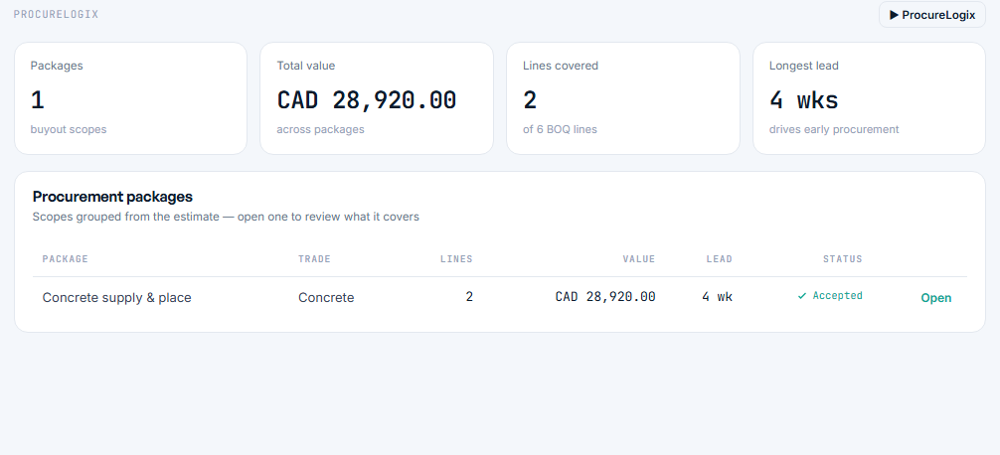 PROCURELOGIX
▶ ProcureLogix
Packages
1
buyout scopes
Total value
CAD 28,920.00
across packages
Lines covered
2
of 6 BOQ lines
Longest lead
4 wks
drives early procurement
Procurement packages
Scopes grouped from the estimate — open one to review what it covers
PACKAGE TRADE LINES VALUE LEAD STATUS
Concrete supply & place Concrete 2 CAD 28,920.00 4 wk ✓ Accepted Open